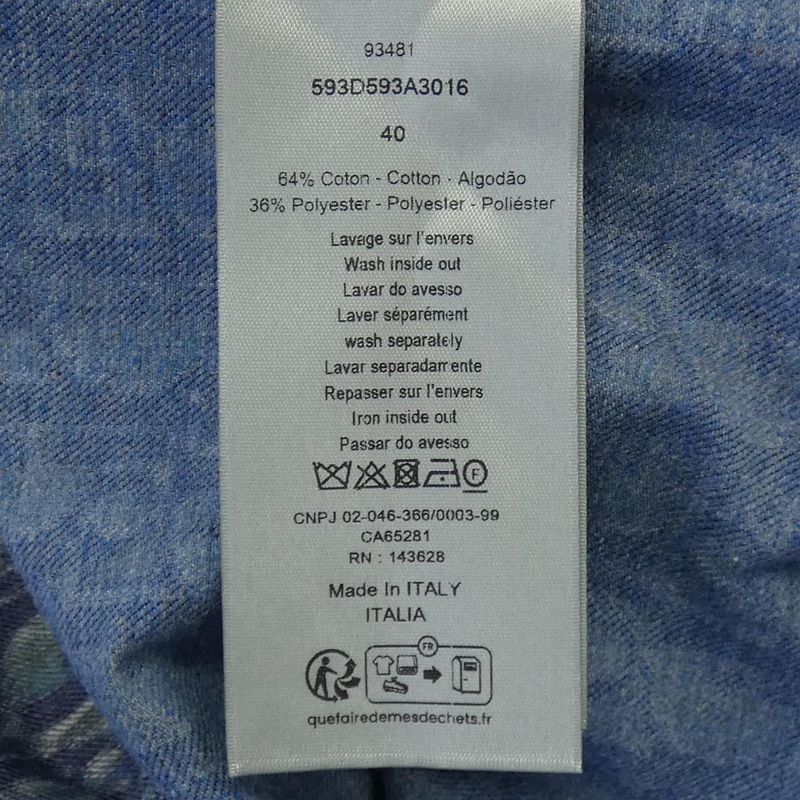 93481
593D593A3016
40
64% Coton - Cotton - Algodão
36% Polyester - Polyester - Poliéster
Lavage sur l'envers
Wash inside out
Lavar do avesso
Laver séparément
wash separately
Lavar separadamente
Repasser sur l'envers
Iron inside out
Passar do avesso
F
CNPJ 02-046-366/0003-99
CA65281
RN : 143628
Made In ITALY
ITALIA
FR
quefairedemesdechets.fr